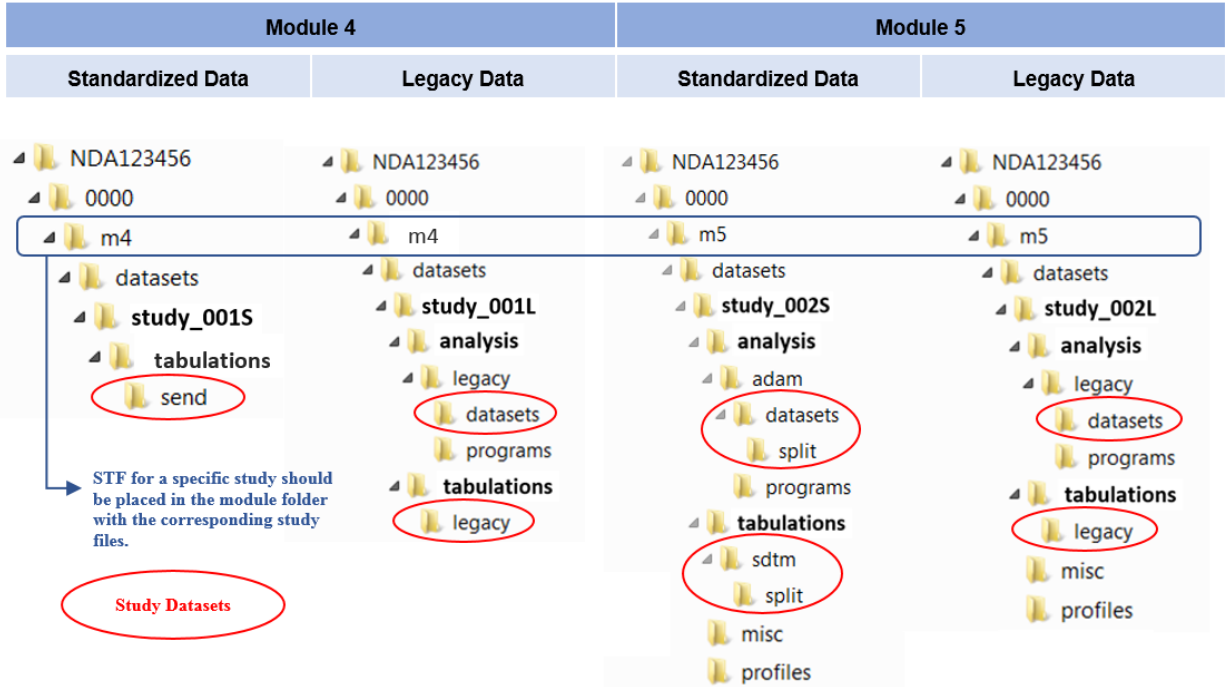 Module 4
Module 5
Standardized Data
Legacy Data
Standardized Data
Legacy Data
NDA123456
0000
m4
datasets
study_001S
tabulations
send
STF for a specific study should
be placed in the module folder
with the corresponding study
files.
Study Datasets
NDA123456
0000
m4
datasets
study_001L
analysis
legacy
datasets
programs
tabulations
legacy
NDA123456
0000
m5
datasets
study_002S
analysis
adam
datasets
split
programs
tabulations
sdtm
split
misc
profiles
NDA123456
0000
m5
datasets
study_002L
analysis
legacy
datasets
programs
tabulations
legacy
misc
profiles